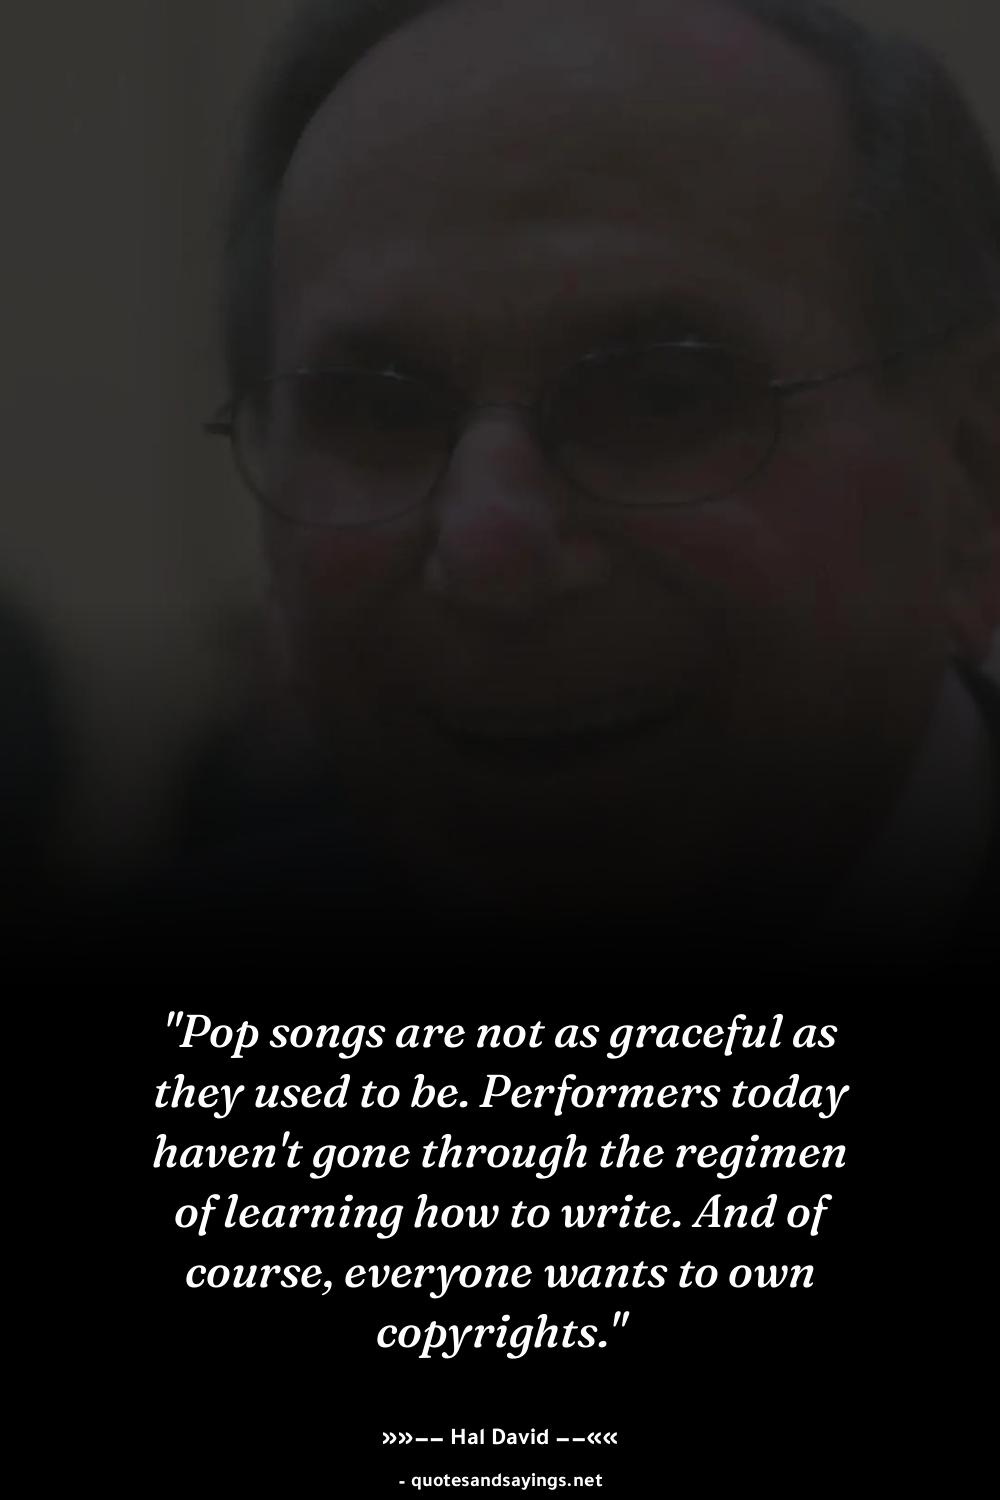 "Pop songs are not as graceful as
they used to be. Performers today
haven't gone through the regimen
of learning how to write. And of
course, everyone wants to own
copyrights."
»»–– Hal David ––««
- quotesandsayings.net